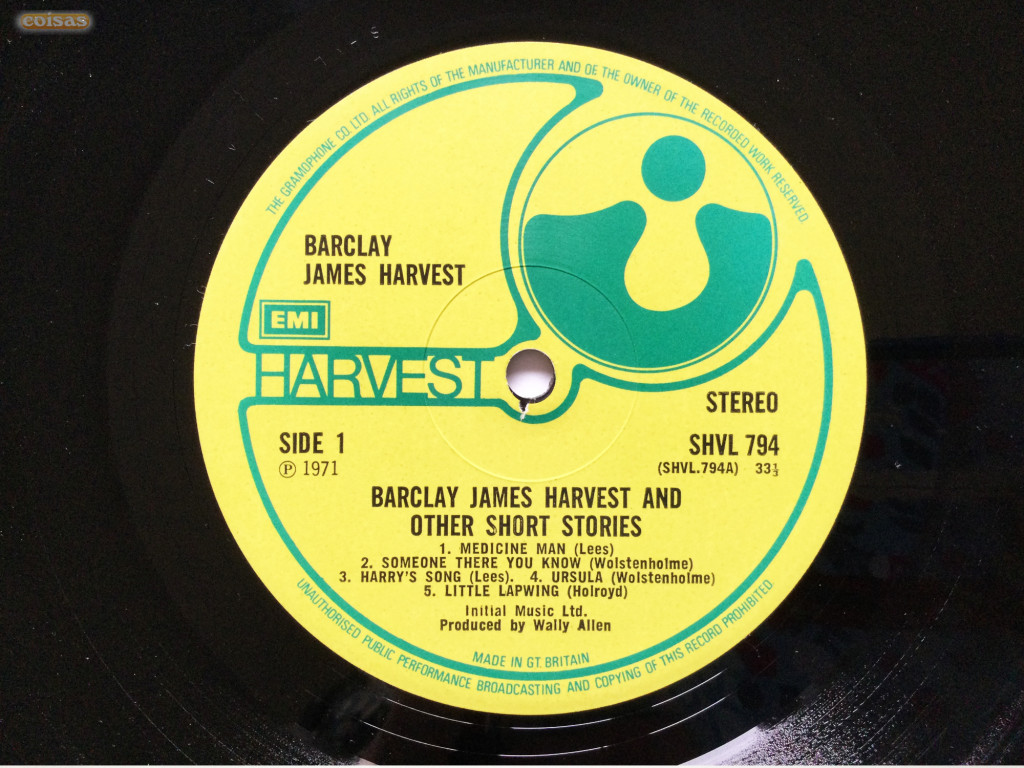 coisas
THE GRAMOPHONE CO. LTD. ALL RIGHTS OF THE MANUFACTURER AND OF THE OWNER OF THE RECORDED WORK RESERVED
BARCLAY
JAMES HARVEST
EMI
HARVEST
STEREO
SIDE 1
SHVL 794
℗ 1971
(SHVL.794A) 33⅓
BARCLAY JAMES HARVEST AND
OTHER SHORT STORIES
1. MEDICINE MAN (Lees)
2. SOMEONE THERE YOU KNOW (Wolstenholme)
3. HARRY'S SONG (Lees). 4. URSULA (Wolstenholme)
5. LITTLE LAPWING (Holroyd)
Initial Music Ltd.
Produced by Wally Allen
MADE IN GT. BRITAIN
UNAUTHORISED PUBLIC PERFORMANCE BROADCASTING AND COPYING OF THIS RECORD PROHIBITED